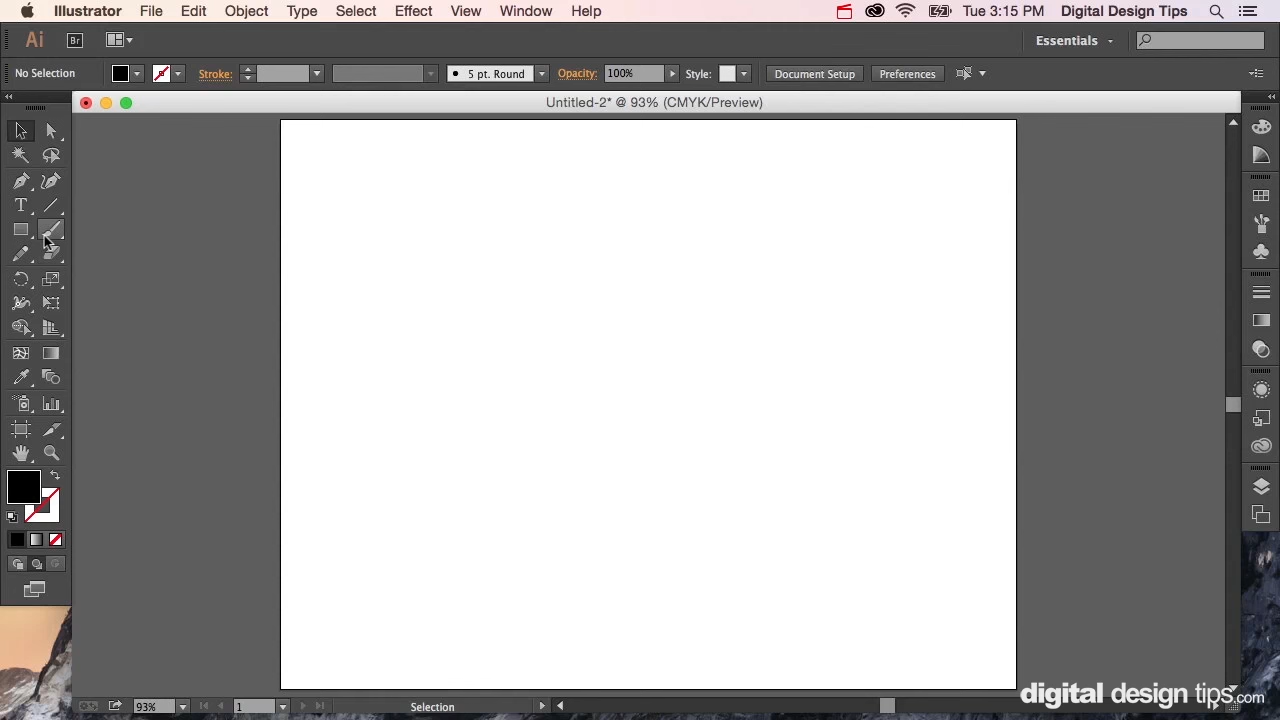 Illustrator File Edit Object Type Select Effect View Window Help Tue 3:15 PM Digital Design Tips
Ai Br Essentials
No Selection Stroke: 5 pt. Round Opacity: 100% Style: Document Setup Preferences
Untitled-2* @ 93% (CMYK/Preview)
T
93% 1 Selection
digital design tips.com